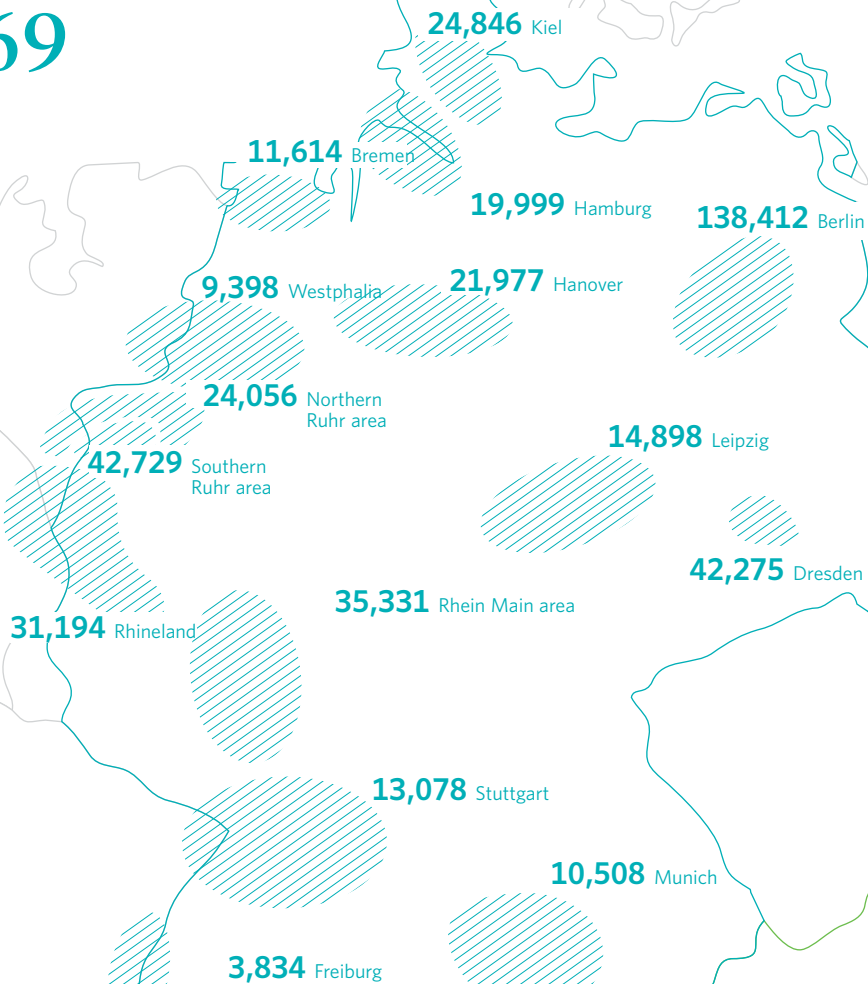 69
24,846 Kiel
11,614 Bremen
19,999 Hamburg
138,412 Berlin
9,398 Westphalia
21,977 Hanover
24,056 Northern
Ruhr area
14,898 Leipzig
42,729 Southern
Ruhr area
42,275 Dresden
35,331 Rhein Main area
31,194 Rhineland
13,078 Stuttgart
10,508 Munich
3,834 Freiburg